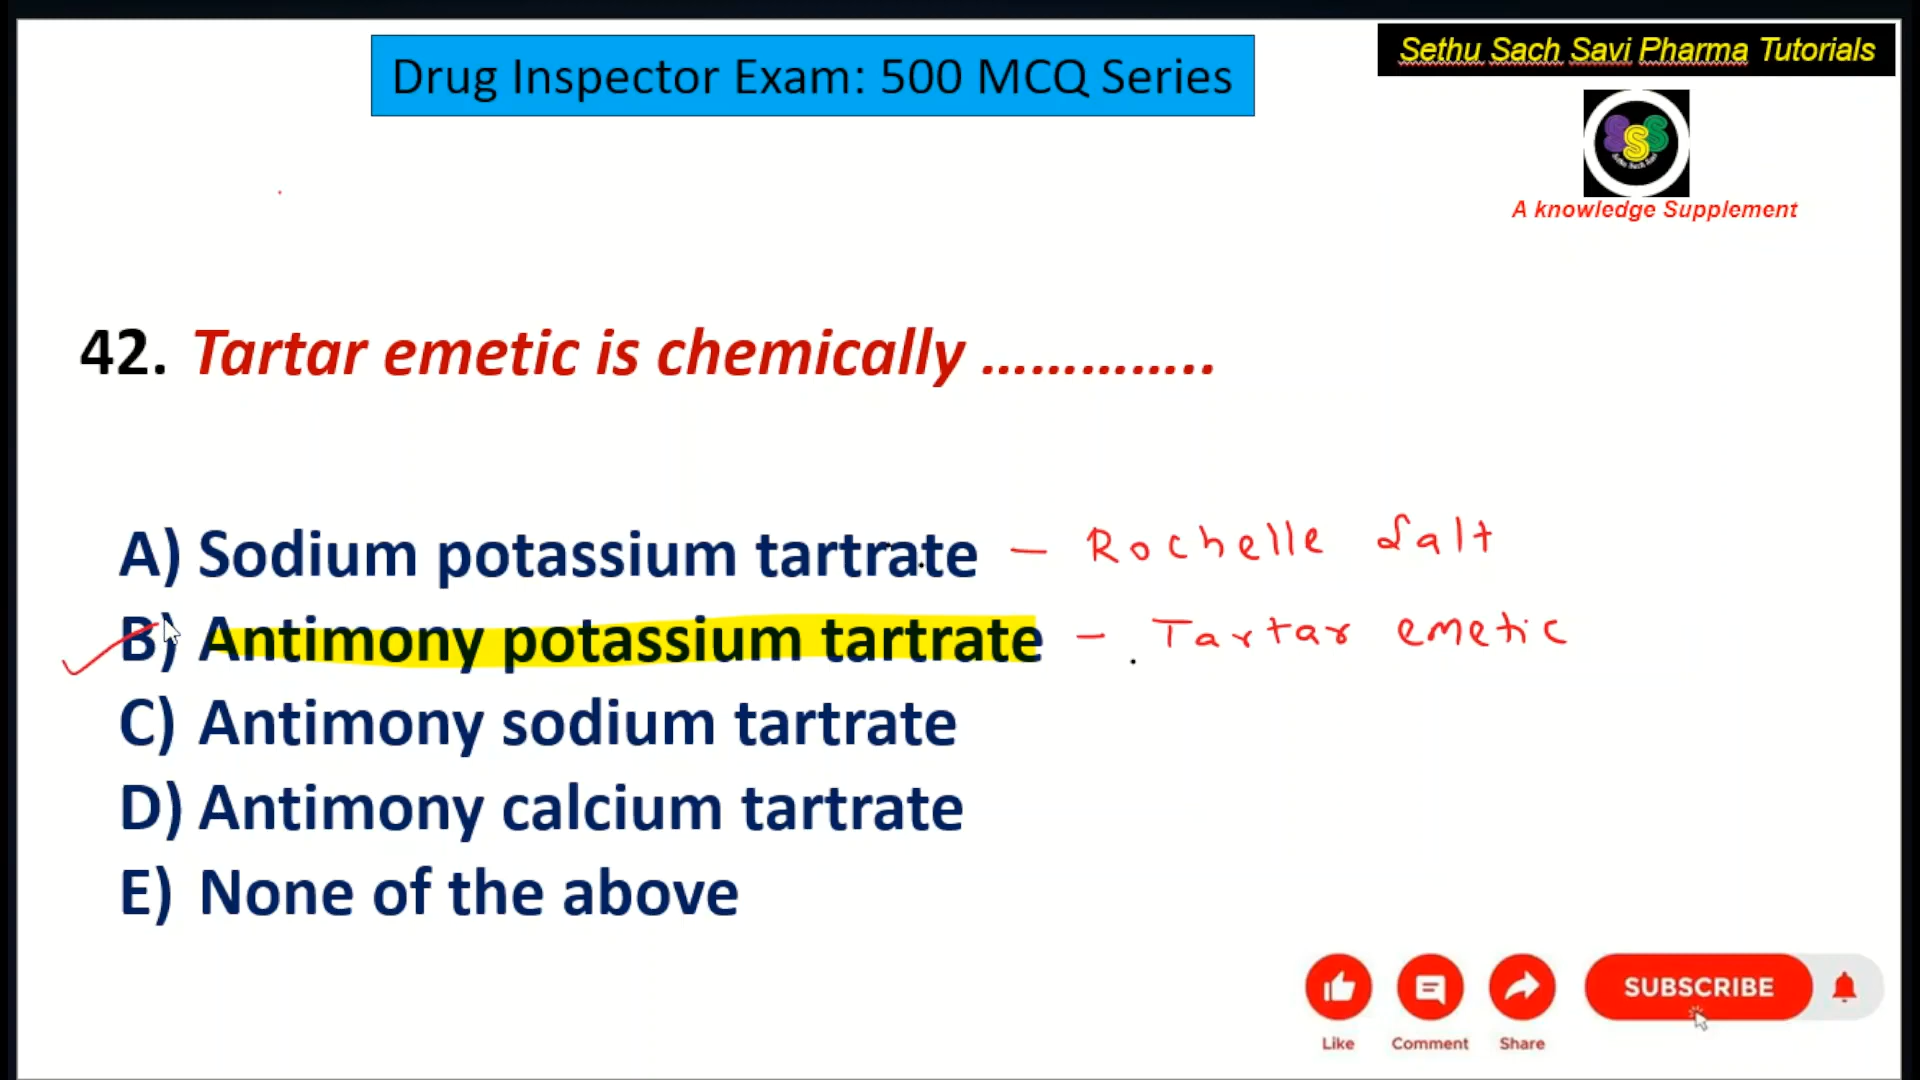 Sethu Sach Savi Pharma Tutorials
Drug Inspector Exam: 500 MCQ Series
SSS
A knowledge Supplement
42. Tartar emetic is chemically ..............
A) Sodium potassium tartrate – Rochelle Salt
B) Antimony potassium tartrate – Tartar emetic
C) Antimony sodium tartrate
D) Antimony calcium tartrate
E) None of the above
SUBSCRIBE
Like Comment Share